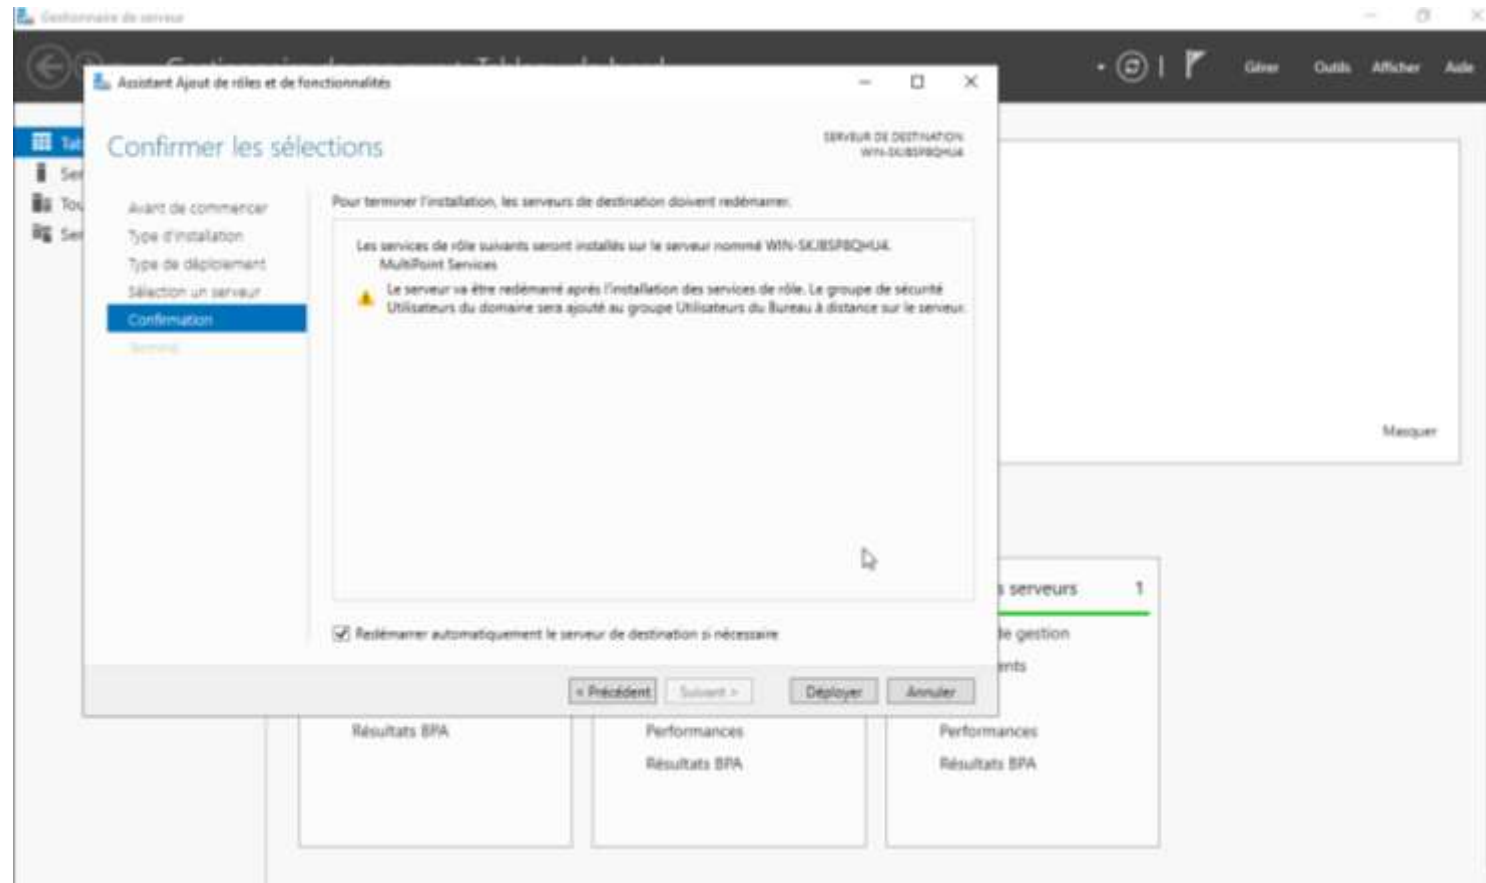 Gestionnaire de serveur
Gérer Outils Afficher Aide
Assistant Ajout de rôles et de fonctionnalités
Confirmer les sélections
SERVEUR DE DESTINATION
Avant de commencer
Type d'installation
Type de déploiement
Sélection un serveur
Confirmation
Terminé
Pour terminer l'installation, les serveurs de destination doivent redémarrer.
Les services de rôle suivants seront installés sur le serveur nommé
MultiPoint Services
Le serveur va être redémarré après l'installation des services de rôle. Le groupe de sécurité
Utilisateurs du domaine sera ajouté au groupe Utilisateurs du Bureau à distance sur le serveur.
Redémarrer automatiquement le serveur de destination si nécessaire
< Précédent Suivant > Déployer Annuler
Masquer
s serveurs 1
de gestion
ents
Résultats BPA
Performances
Résultats BPA
Performances
Résultats BPA